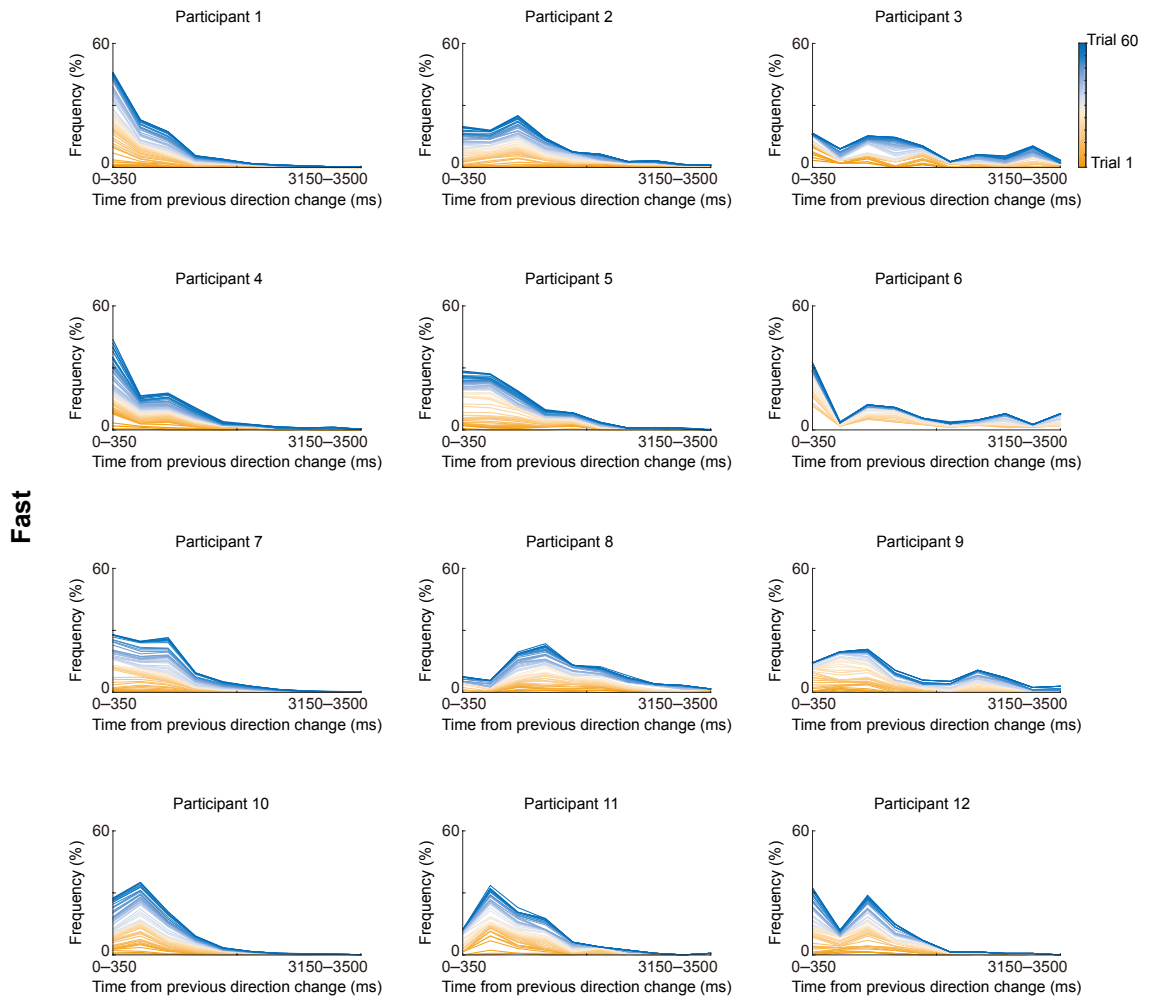 Participant 1
Participant 2
Participant 3
60
Frequency (%)
0
0–350
3150–3500
Time from previous direction change (ms)
60
Frequency (%)
0
0–350
3150–3500
Time from previous direction change (ms)
60
Frequency (%)
0
0–350
3150–3500
Time from previous direction change (ms)
Trial 60
Trial 1
Participant 4
Participant 5
Participant 6
60
Frequency (%)
0
0–350
3150–3500
Time from previous direction change (ms)
60
Frequency (%)
0
0–350
3150–3500
Time from previous direction change (ms)
60
Frequency (%)
0
0–350
3150–3500
Time from previous direction change (ms)
Fast
Participant 7
Participant 8
Participant 9
60
Frequency (%)
0
0–350
3150–3500
Time from previous direction change (ms)
60
Frequency (%)
0
0–350
3150–3500
Time from previous direction change (ms)
60
Frequency (%)
0
0–350
3150–3500
Time from previous direction change (ms)
Participant 10
Participant 11
Participant 12
60
Frequency (%)
0
0–350
3150–3500
Time from previous direction change (ms)
60
Frequency (%)
0
0–350
3150–3500
Time from previous direction change (ms)
60
Frequency (%)
0
0–350
3150–3500
Time from previous direction change (ms)